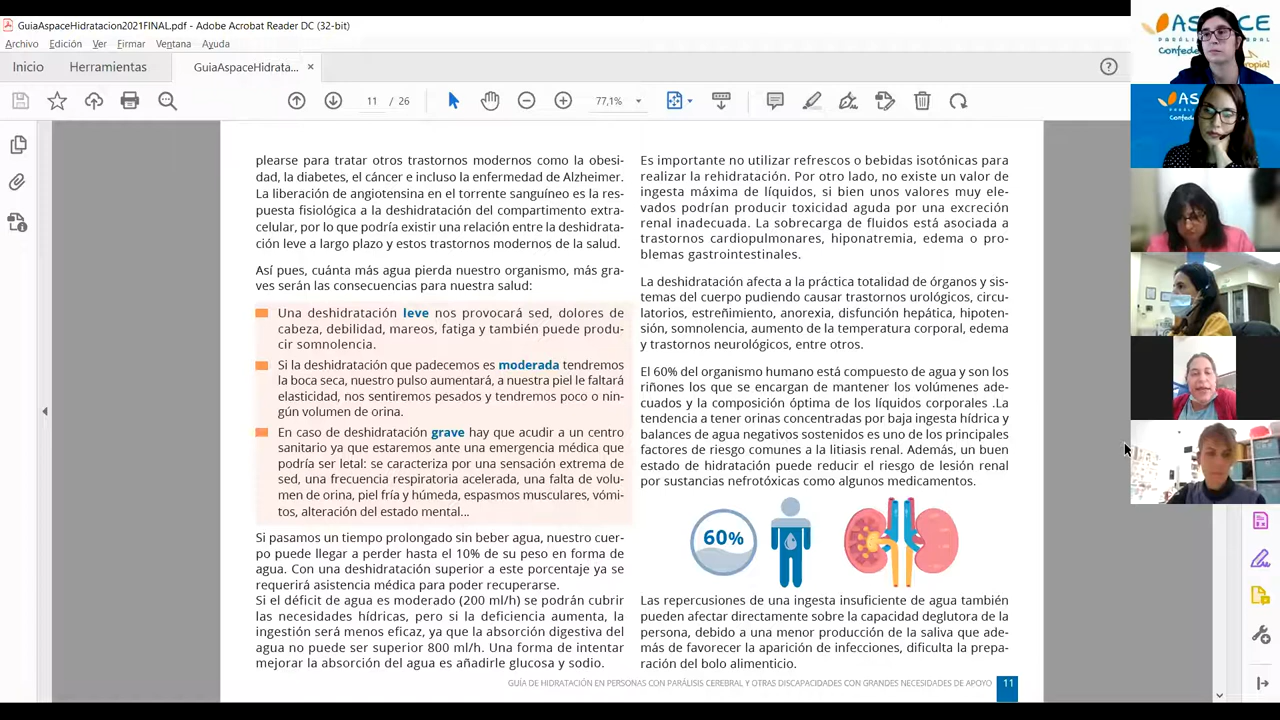 GuiaAspaceHidratacion2021FINAL.pdf - Adobe Acrobat Reader DC (32-bit)
Archivo Edición Ver Firmar Ventana Ayuda
Inicio Herramientas GuiaAspaceHidrata... ×
11 / 26 77,1%
plearse para tratar otros trastornos modernos como la obesi-
dad, la diabetes, el cáncer e incluso la enfermedad de Alzheimer.
La liberación de angiotensina en el torrente sanguíneo es la res-
puesta fisiológica a la deshidratación del compartimento extra-
celular, por lo que podría existir una relación entre la deshidrata-
ción leve a largo plazo y estos trastornos modernos de la salud.
Así pues, cuánta más agua pierda nuestro organismo, más gra-
ves serán las consecuencias para nuestra salud:
Una deshidratación leve nos provocará sed, dolores de
cabeza, debilidad, mareos, fatiga y también puede produ-
cir somnolencia.
Si la deshidratación que padecemos es moderada tendremos
la boca seca, nuestro pulso aumentará, a nuestra piel le faltará
elasticidad, nos sentiremos pesados y tendremos poco o nin-
gún volumen de orina.
En caso de deshidratación grave hay que acudir a un centro
sanitario ya que estaremos ante una emergencia médica que
podría ser letal: se caracteriza por una sensación extrema de
sed, una frecuencia respiratoria acelerada, una falta de volu-
men de orina, piel fría y húmeda, espasmos musculares, vómi-
tos, alteración del estado mental...
Si pasamos un tiempo prolongado sin beber agua, nuestro cuer-
po puede llegar a perder hasta el 10% de su peso en forma de
agua. Con una deshidratación superior a este porcentaje ya se
requerirá asistencia médica para poder recuperarse.
Si el déficit de agua es moderado (200 ml/h) se podrán cubrir
las necesidades hídricas, pero si la deficiencia aumenta, la
ingestión será menos eficaz, ya que la absorción digestiva del
agua no puede ser superior 800 ml/h. Una forma de intentar
mejorar la absorción del agua es añadirle glucosa y sodio.
Es importante no utilizar refrescos o bebidas isotónicas para
realizar la rehidratación. Por otro lado, no existe un valor de
ingesta máxima de líquidos, si bien unos valores muy ele-
vados podrían producir toxicidad aguda por una excreción
renal inadecuada. La sobrecarga de fluidos está asociada a
trastornos cardiopulmonares, hiponatremia, edema o pro-
blemas gastrointestinales.
La deshidratación afecta a la práctica totalidad de órganos y sis-
temas del cuerpo pudiendo causar trastornos urológicos, circu-
latorios, estreñimiento, anorexia, disfunción hepática, hipoten-
sión, somnolencia, aumento de la temperatura corporal, edema
y trastornos neurológicos, entre otros.
El 60% del organismo humano está compuesto de agua y son los
riñones los que se encargan de mantener los volúmenes ade-
cuados y la composición óptima de los líquidos corporales .La
tendencia a tener orinas concentradas por baja ingesta hídrica y
balances de agua negativos sostenidos es uno de los principales
factores de riesgo comunes a la litiasis renal. Además, un buen
estado de hidratación puede reducir el riesgo de lesión renal
por sustancias nefrotóxicas como algunos medicamentos.
60%
Las repercusiones de una ingesta insuficiente de agua también
pueden afectar directamente sobre la capacidad deglutora de la
persona, debido a una menor producción de la saliva que ade-
más de favorecer la aparición de infecciones, dificulta la prepa-
ración del bolo alimenticio.
GUÍA DE HIDRATACIÓN EN PERSONAS CON PARÁLISIS CEREBRAL Y OTRAS DISCAPACIDADES CON GRANDES NECESIDADES DE APOYO 11